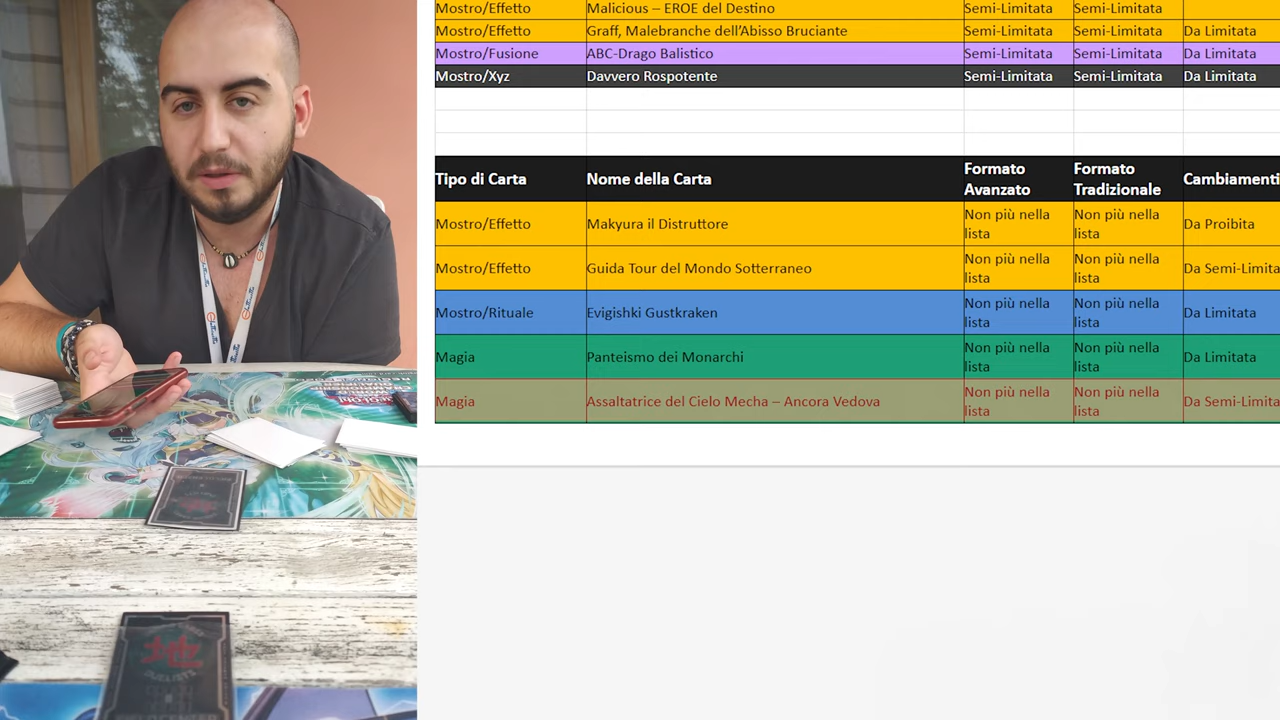 Mostro/Effetto Malicious – EROE del Destino Semi-Limitata Semi-Limitata
Mostro/Effetto Graff, Malebranche dell'Abisso Bruciante Semi-Limitata Semi-Limitata Da Limitata
Mostro/Fusione ABC-Drago Balistico Semi-Limitata Semi-Limitata Da Limitata
Mostro/Xyz Davvero Rospotente Semi-Limitata Semi-Limitata Da Limitata
Tipo di Carta Nome della Carta Formato Avanzato Formato Tradizionale Cambiamenti
Mostro/Effetto Makyura il Distruttore Non più nella lista Non più nella lista Da Proibita
Mostro/Effetto Guida Tour del Mondo Sotterraneo Non più nella lista Non più nella lista Da Semi-Limita
Mostro/Rituale Evigishki Gustkraken Non più nella lista Non più nella lista Da Limitata
Magia Panteismo dei Monarchi Non più nella lista Non più nella lista Da Limitata
Magia Assaltatrice del Cielo Mecha – Ancora Vedova Non più nella lista Non più nella lista Da Semi-Limita
地